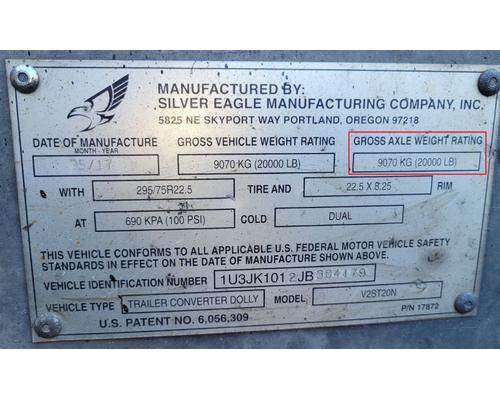 MANUFACTURED BY:
SILVER EAGLE MANUFACTURING COMPANY, INC.
5825 NE SKYPORT WAY PORTLAND, OREGON 97218
DATE OF MANUFACTURE GROSS VEHICLE WEIGHT RATING GROSS AXLE WEIGHT RATING
MONTH - YEAR
9070 KG (20000 LB) 9070 KG (20000 LB)
WITH 295/75R22.5 TIRE AND 22.5 X 8.25 RIM
AT 690 KPA (100 PSI) COLD DUAL
THIS VEHICLE CONFORMS TO ALL APPLICABLE U.S. FEDERAL MOTOR VEHICLE SAFETY
STANDARDS IN EFFECT ON THE DATE OF MANUFACTURE SHOWN ABOVE.
VEHICLE IDENTIFICATION NUMBER
VEHICLE TYPE TRAILER CONVERTER DOLLY MODEL V2ST20N
P/N 17872
U.S. PATENT NO. 6,056,309